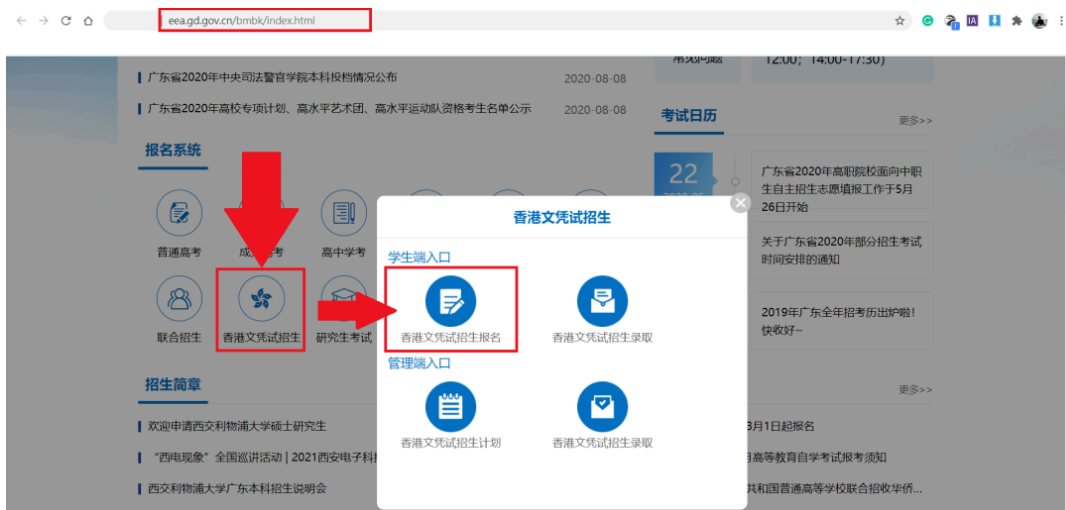 eea.gd.gov.cn/bmbk/index.html
广东省2020年中央司法警官学院本科投档情况公布
2020-08-08
常见问题
12:00; 14:00-17:30)
广东省2020年高校专项计划、高水平艺术团、高水平运动队资格考生名单公示
2020-08-08
考试日历
更多>>
报名系统
22
广东省2020年高职院校面向中职
生自主招生志愿填报工作于5月
26日开始
香港文凭试招生
普通高考
高中学考
关于广东省2020年部分招生考试
时间安排的通知
学生端入口
2019年广东全年招考历出炉啦!
快收好~
联合招生
香港文凭试招生
研究生考试
香港文凭试招生报名
香港文凭试招生录取
管理端入口
招生简章
更多>>
欢迎申请西交利物浦大学硕士研究生
3月1日起报名
香港文凭试招生计划
香港文凭试招生录取
“西电现象”全国巡讲活动 | 2021西安电子科
高等教育自学考试报考须知
西交利物浦大学广东本科招生说明会
共和国普通高等学校联合招收华侨...